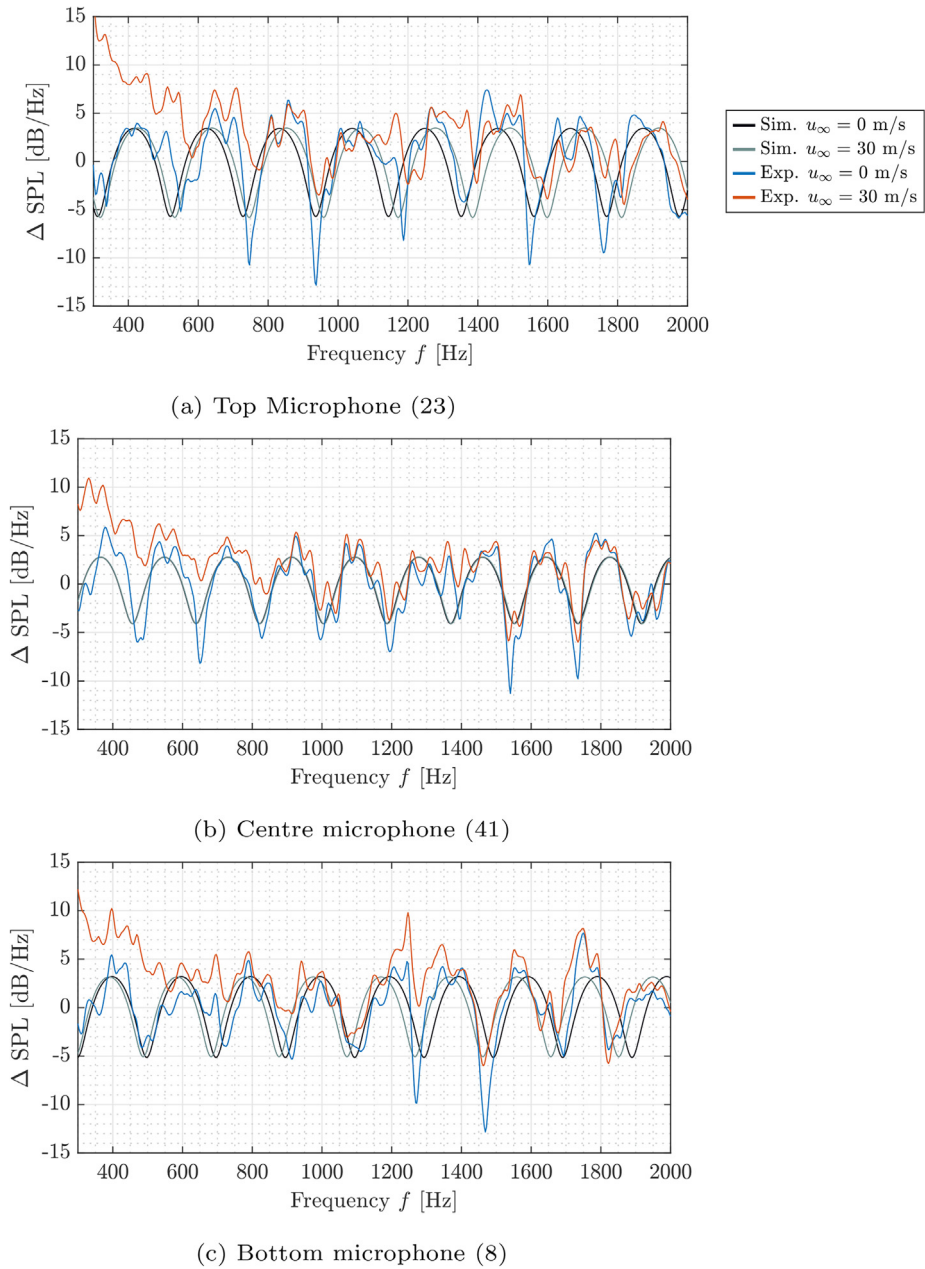 15
10
5
0
-5
-10
-15
Δ SPL [dB/Hz]
400 600 800 1000 1200 1400 1600 1800 2000
Frequency f [Hz]
Sim. u∞ = 0 m/s
Sim. u∞ = 30 m/s
Exp. u∞ = 0 m/s
Exp. u∞ = 30 m/s
(a) Top Microphone (23)
15
10
5
0
-5
-10
-15
Δ SPL [dB/Hz]
400 600 800 1000 1200 1400 1600 1800 2000
Frequency f [Hz]
(b) Centre microphone (41)
15
10
5
0
-5
-10
-15
Δ SPL [dB/Hz]
400 600 800 1000 1200 1400 1600 1800 2000
Frequency f [Hz]
(c) Bottom microphone (8)